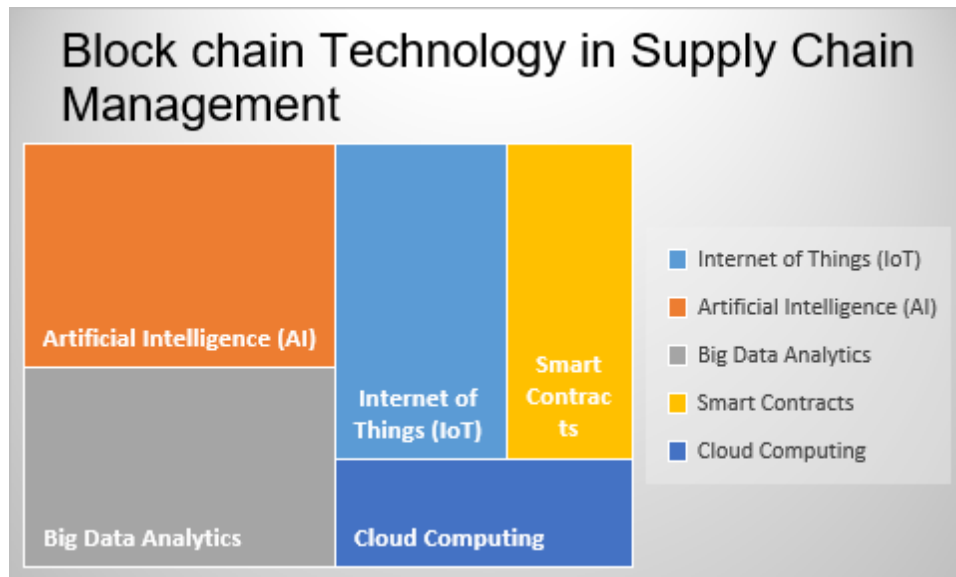 Block chain Technology in Supply Chain
Management
Artificial Intelligence (AI)
Big Data Analytics
Internet of
Things (IoT)
Smart
Contrac
ts
Cloud Computing
Internet of Things (IoT)
Artificial Intelligence (AI)
Big Data Analytics
Smart Contracts
Cloud Computing